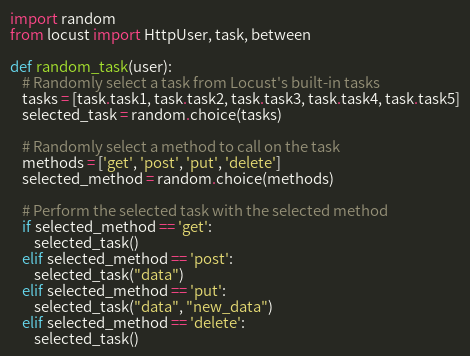 import random
from locust import HttpUser, task, between

def random_task(user):
    # Randomly select a task from Locust's built-in tasks
    tasks = [task.task1, task.task2, task.task3, task.task4, task.task5]
    selected_task = random.choice(tasks)

    # Randomly select a method to call on the task
    methods = ['get', 'post', 'put', 'delete']
    selected_method = random.choice(methods)

    # Perform the selected task with the selected method
    if selected_method == 'get':
        selected_task()
    elif selected_method == 'post':
        selected_task("data")
    elif selected_method == 'put':
        selected_task("data", "new_data")
    elif selected_method == 'delete':
        selected_task()